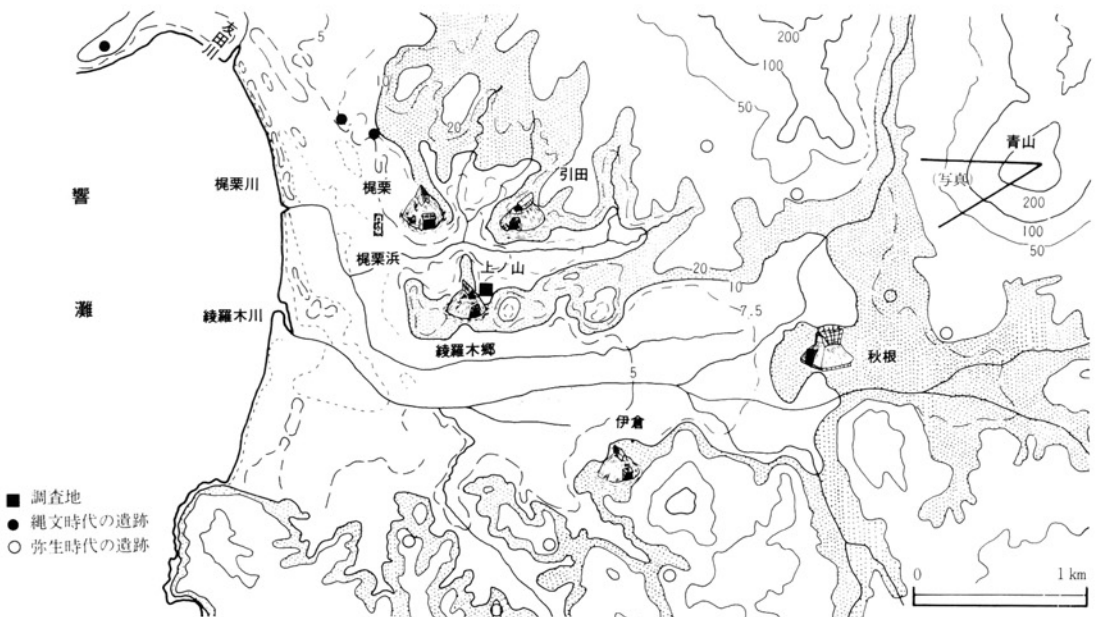 友田川
5
10
20
200
100
50
青山
(写真)
200
100
50
引田
梶栗川
梶栗
響灘
梶栗浜
上ノ山
20
10
7.5
綾羅木川
綾羅木郷
秋根
5
伊倉
■ 調査地
● 縄文時代の遺跡
○ 弥生時代の遺跡
0 1km